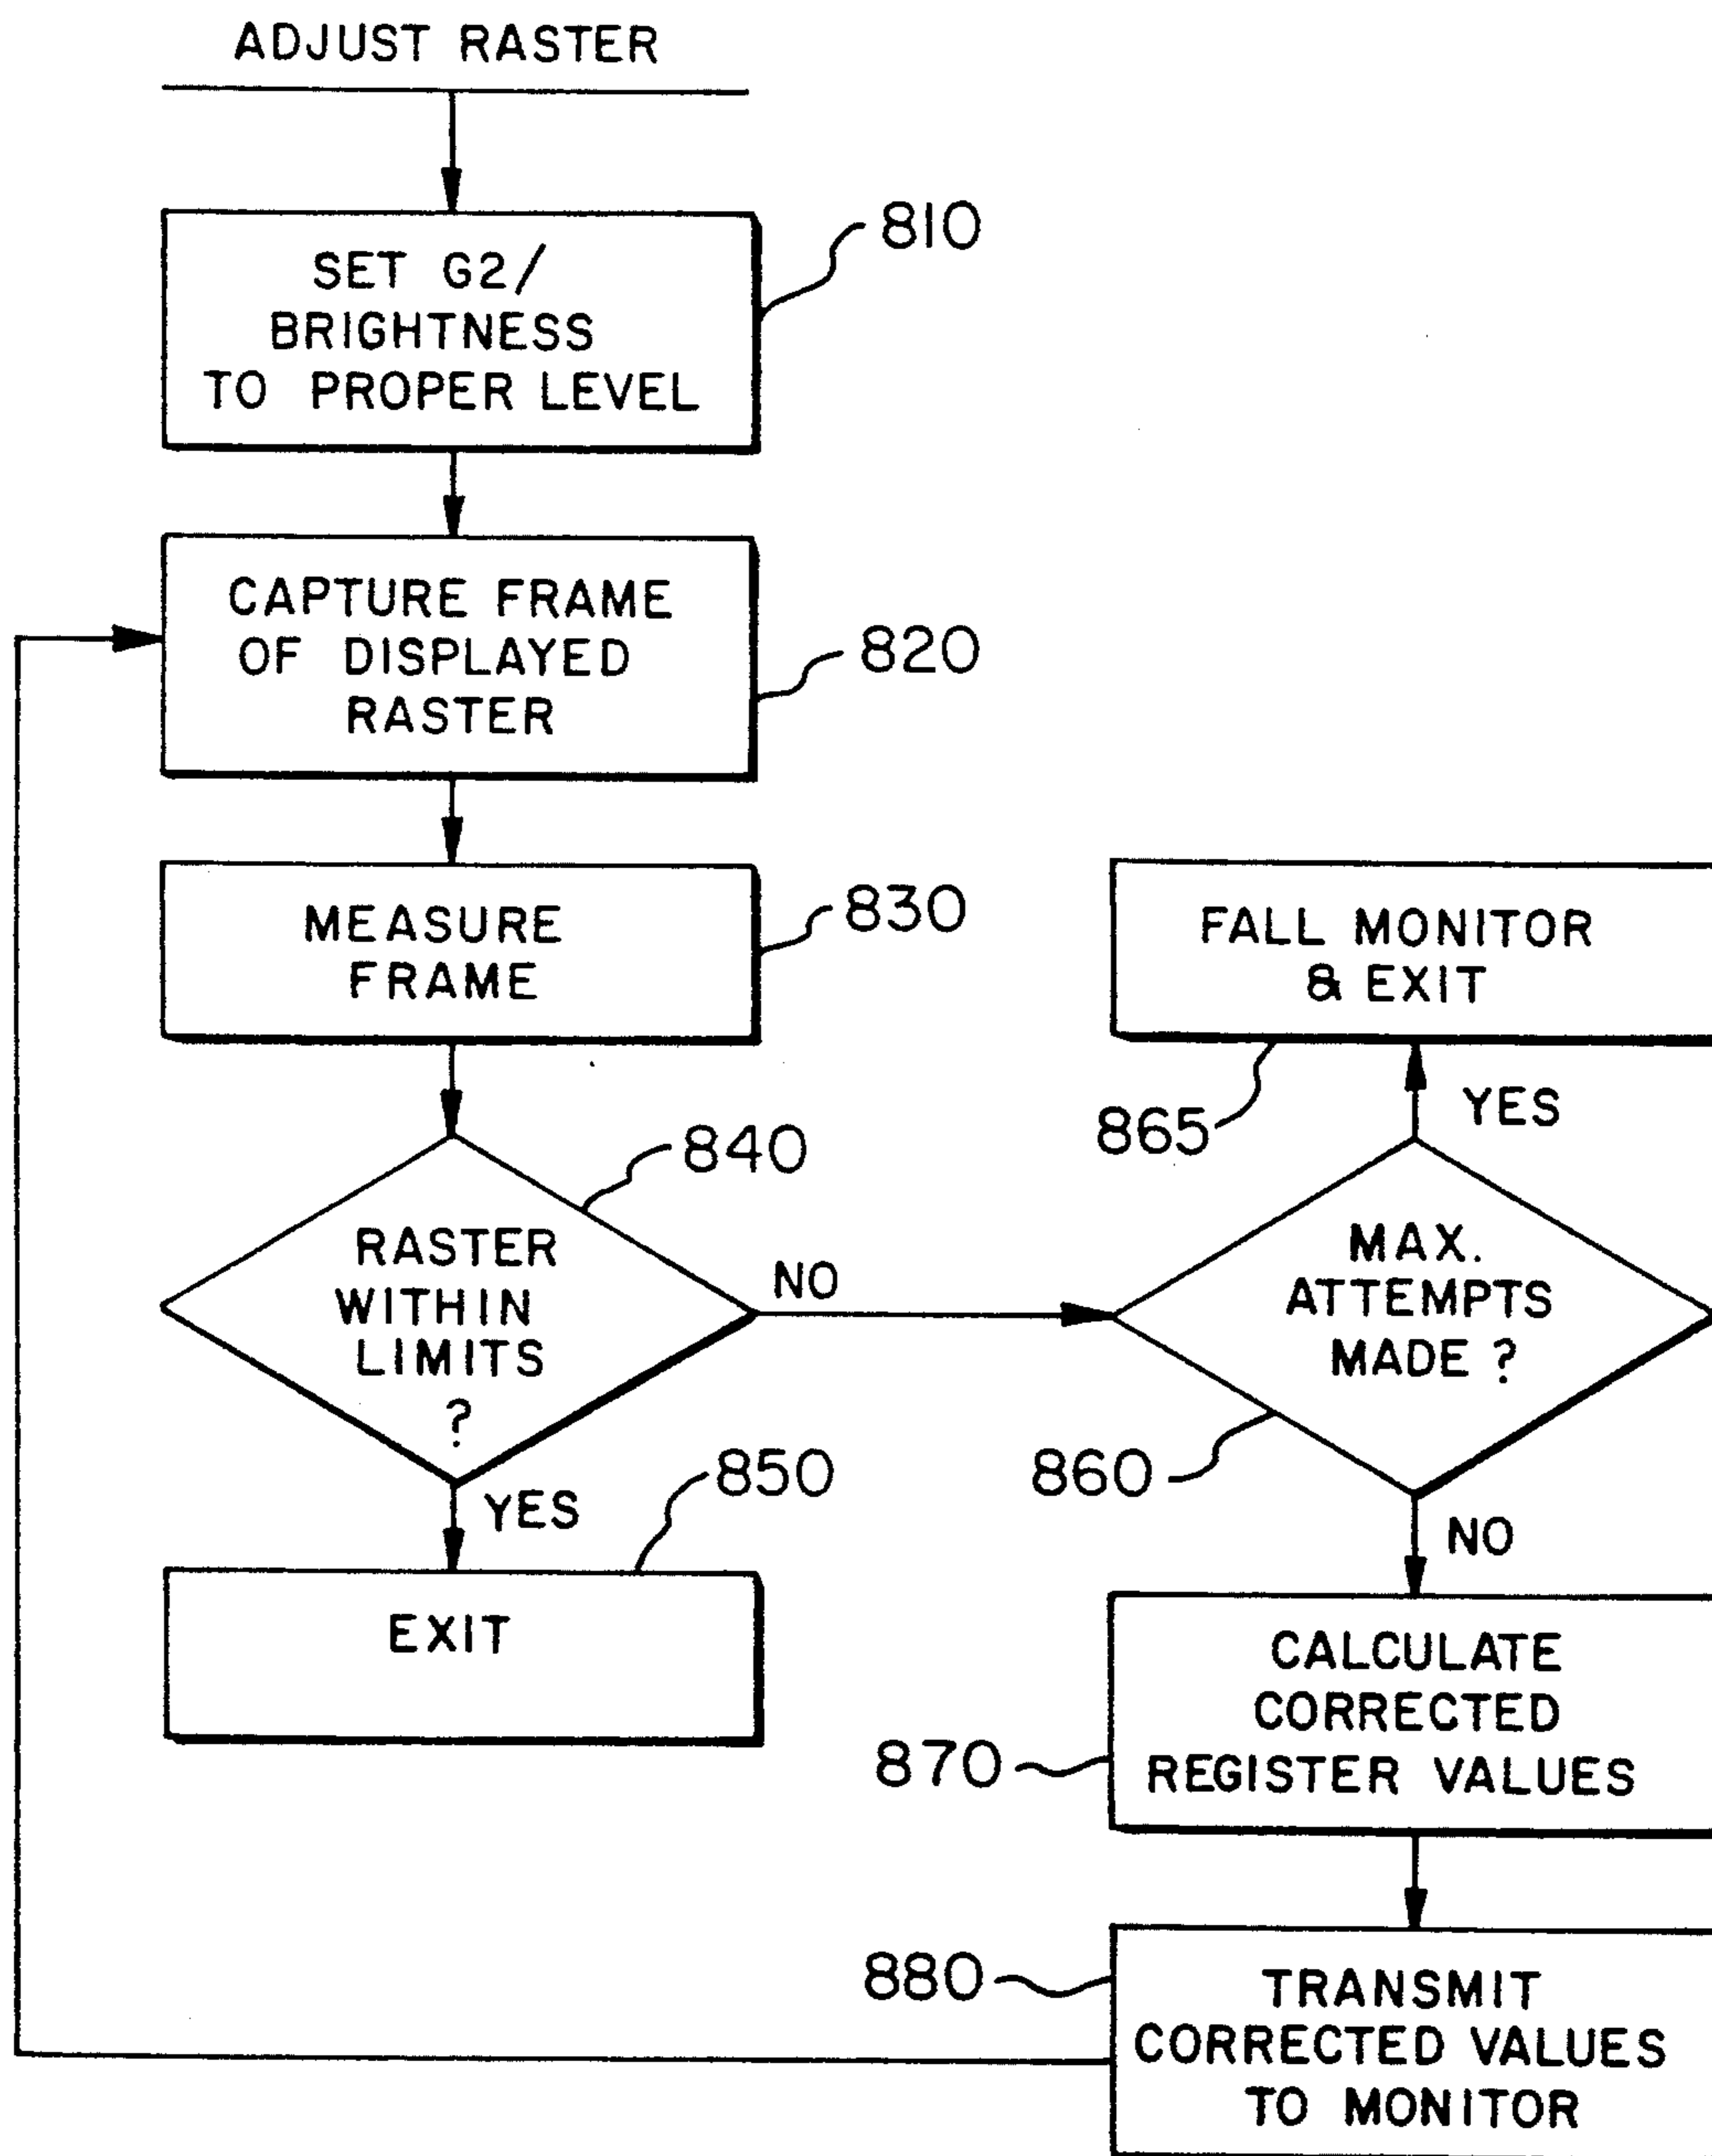 ADJUST RASTER
SET G2/
BRIGHTNESS
TO PROPER LEVEL
810
CAPTURE FRAME
OF DISPLAYED
RASTER
820
MEASURE
FRAME
830
RASTER
WITHIN
LIMITS
?
840
NO
YES
EXIT
850
FALL MONITOR
& EXIT
865
YES
MAX.
ATTEMPTS
MADE ?
860
NO
CALCULATE
CORRECTED
REGISTER VALUES
870
TRANSMIT
CORRECTED VALUES
TO MONITOR
880